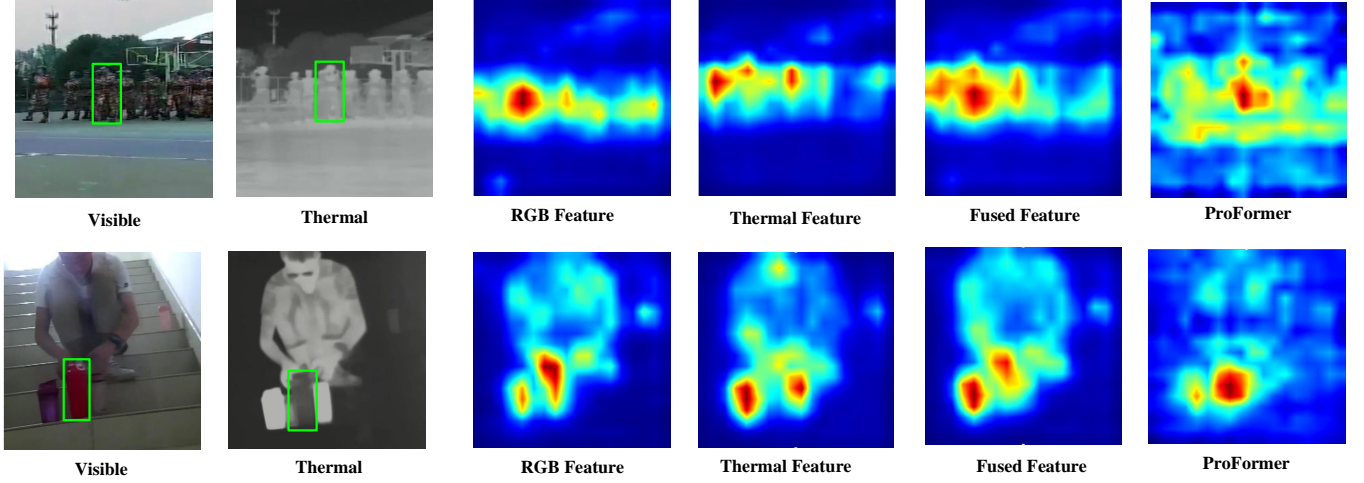 Visible
Thermal
RGB Feature
Thermal Feature
Fused Feature
ProFormer
Visible
Thermal
RGB Feature
Thermal Feature
Fused Feature
ProFormer